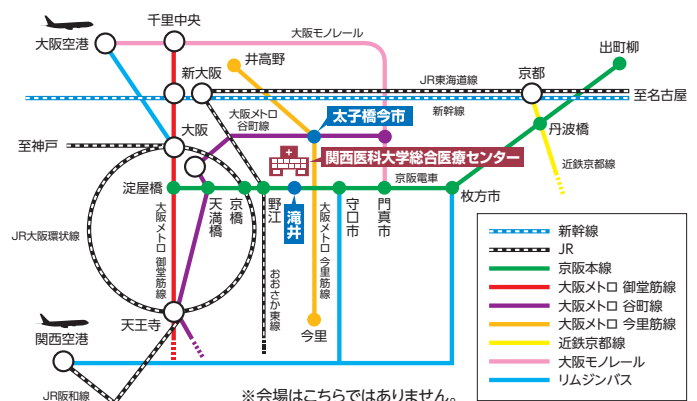 千里中央
大阪空港
大阪モノレール
井高野
出町柳
新大阪
JR東海道線
京都
新幹線
至名古屋
大阪
大阪メトロ
谷町線
太子橋今市
至神戸
丹波橋
関西医科大学総合医療センター
近鉄京都線
淀屋橋
京阪電車
枚方市
天満橋
京橋
野江
滝井
守口市
門真市
JR大阪環状線
大阪メトロ 御堂筋線
おおさか東線
大阪メトロ 今里筋線
天王寺
関西空港
今里
JR阪和線
※会場はこちらではありません。
新幹線
JR
京阪本線
大阪メトロ 御堂筋線
大阪メトロ 谷町線
大阪メトロ 今里筋線
近鉄京都線
大阪モノレール
リムジンバス